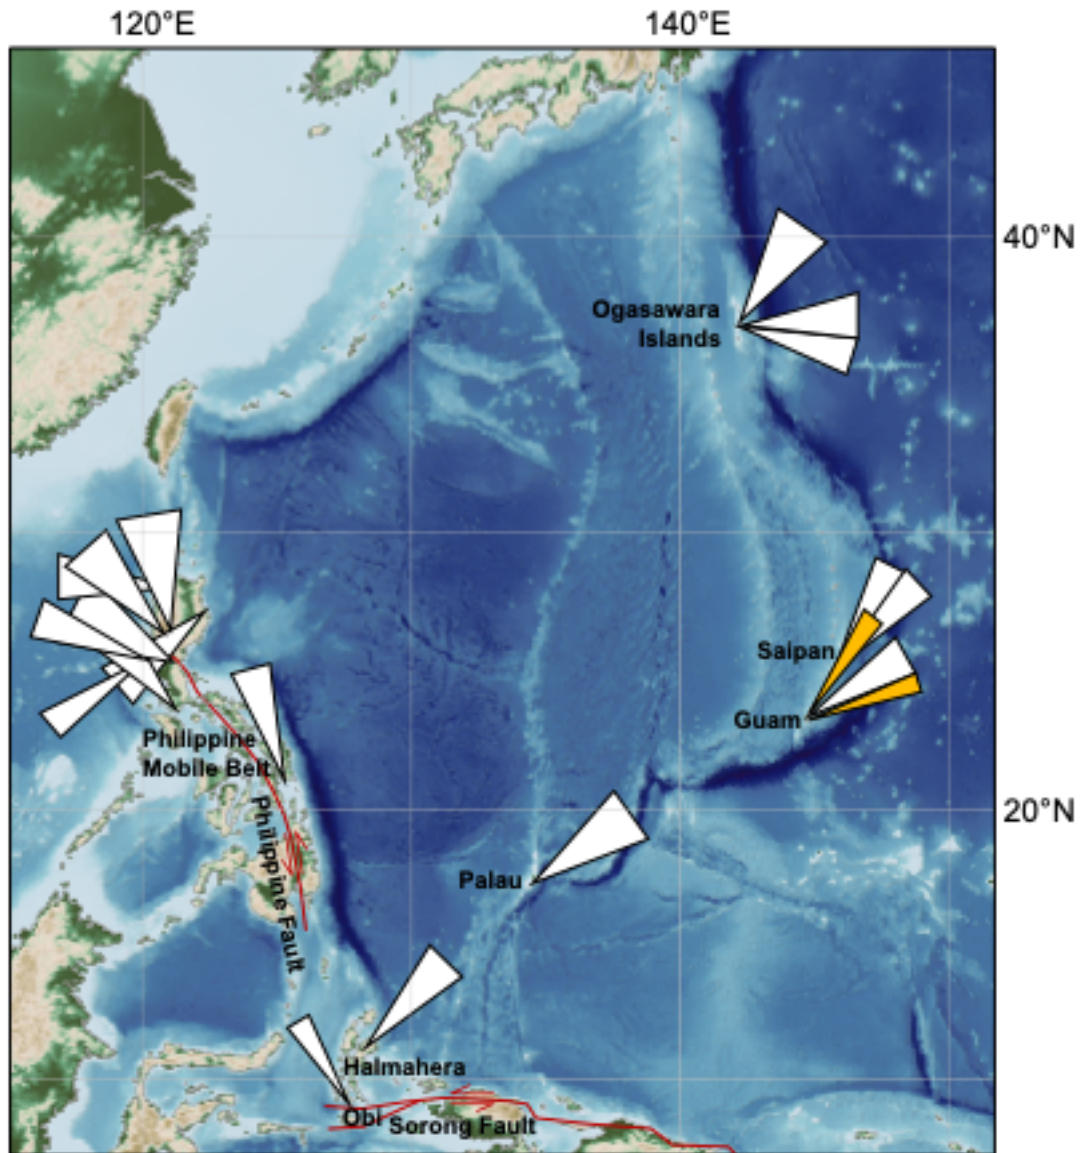 120°E
140°E
40°N
Ogasawara
Islands
Saipan
Guam
Philippine
Mobile Belt
20°N
Philippine Fault
Palau
Halmahera
Obi
Sorong Fault